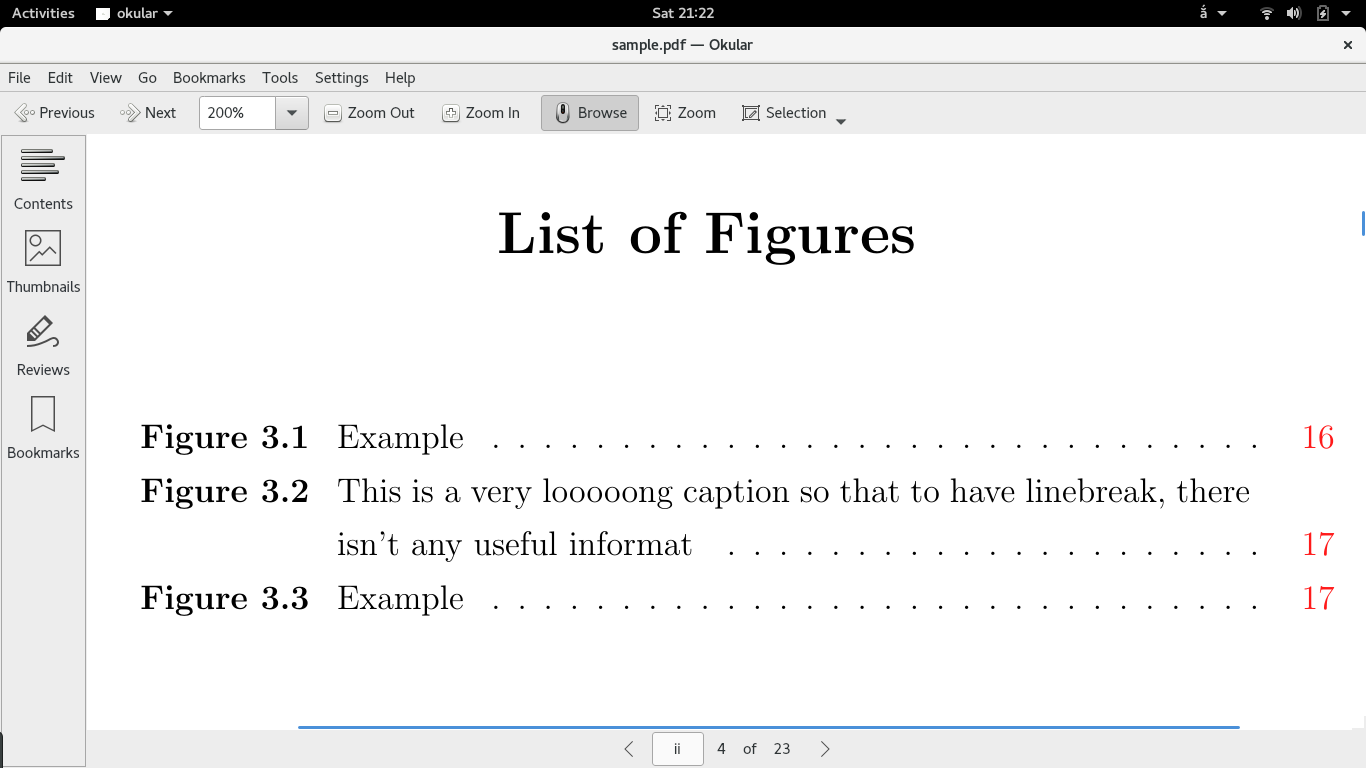 Activities okular Sat 21:22 á
sample.pdf — Okular
File Edit View Go Bookmarks Tools Settings Help
Previous Next 200% Zoom Out Zoom In Browse Zoom Selection
Contents
Thumbnails
Reviews
Bookmarks
List of Figures
Figure 3.1 Example . . . . . . . . . . . . . . . . . . . . . . . . . . . . . . 16
Figure 3.2 This is a very looooong caption so that to have linebreak, there
isn't any useful informat . . . . . . . . . . . . . . . . . . . . . 17
Figure 3.3 Example . . . . . . . . . . . . . . . . . . . . . . . . . . . . . . 17
ii 4 of 23